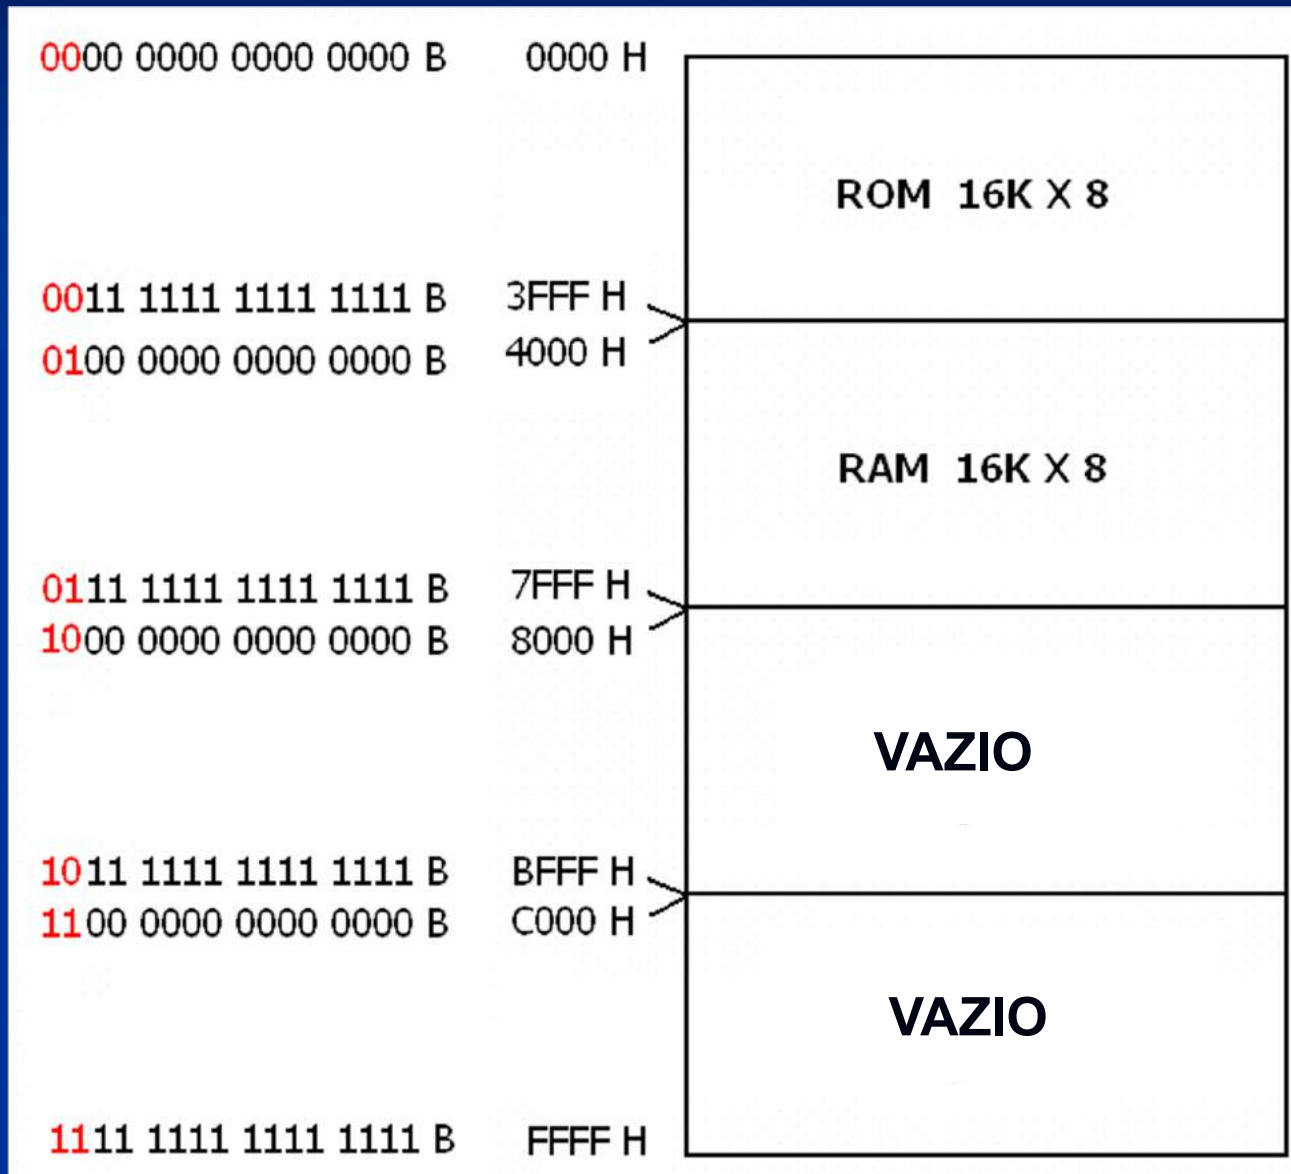 0000 0000 0000 0000 B 0000 H
ROM 16K X 8
0011 1111 1111 1111 B 3FFF H
0100 0000 0000 0000 B 4000 H
RAM 16K X 8
0111 1111 1111 1111 B 7FFF H
1000 0000 0000 0000 B 8000 H
VAZIO
1011 1111 1111 1111 B BFFF H
1100 0000 0000 0000 B C000 H
VAZIO
1111 1111 1111 1111 B FFFF H